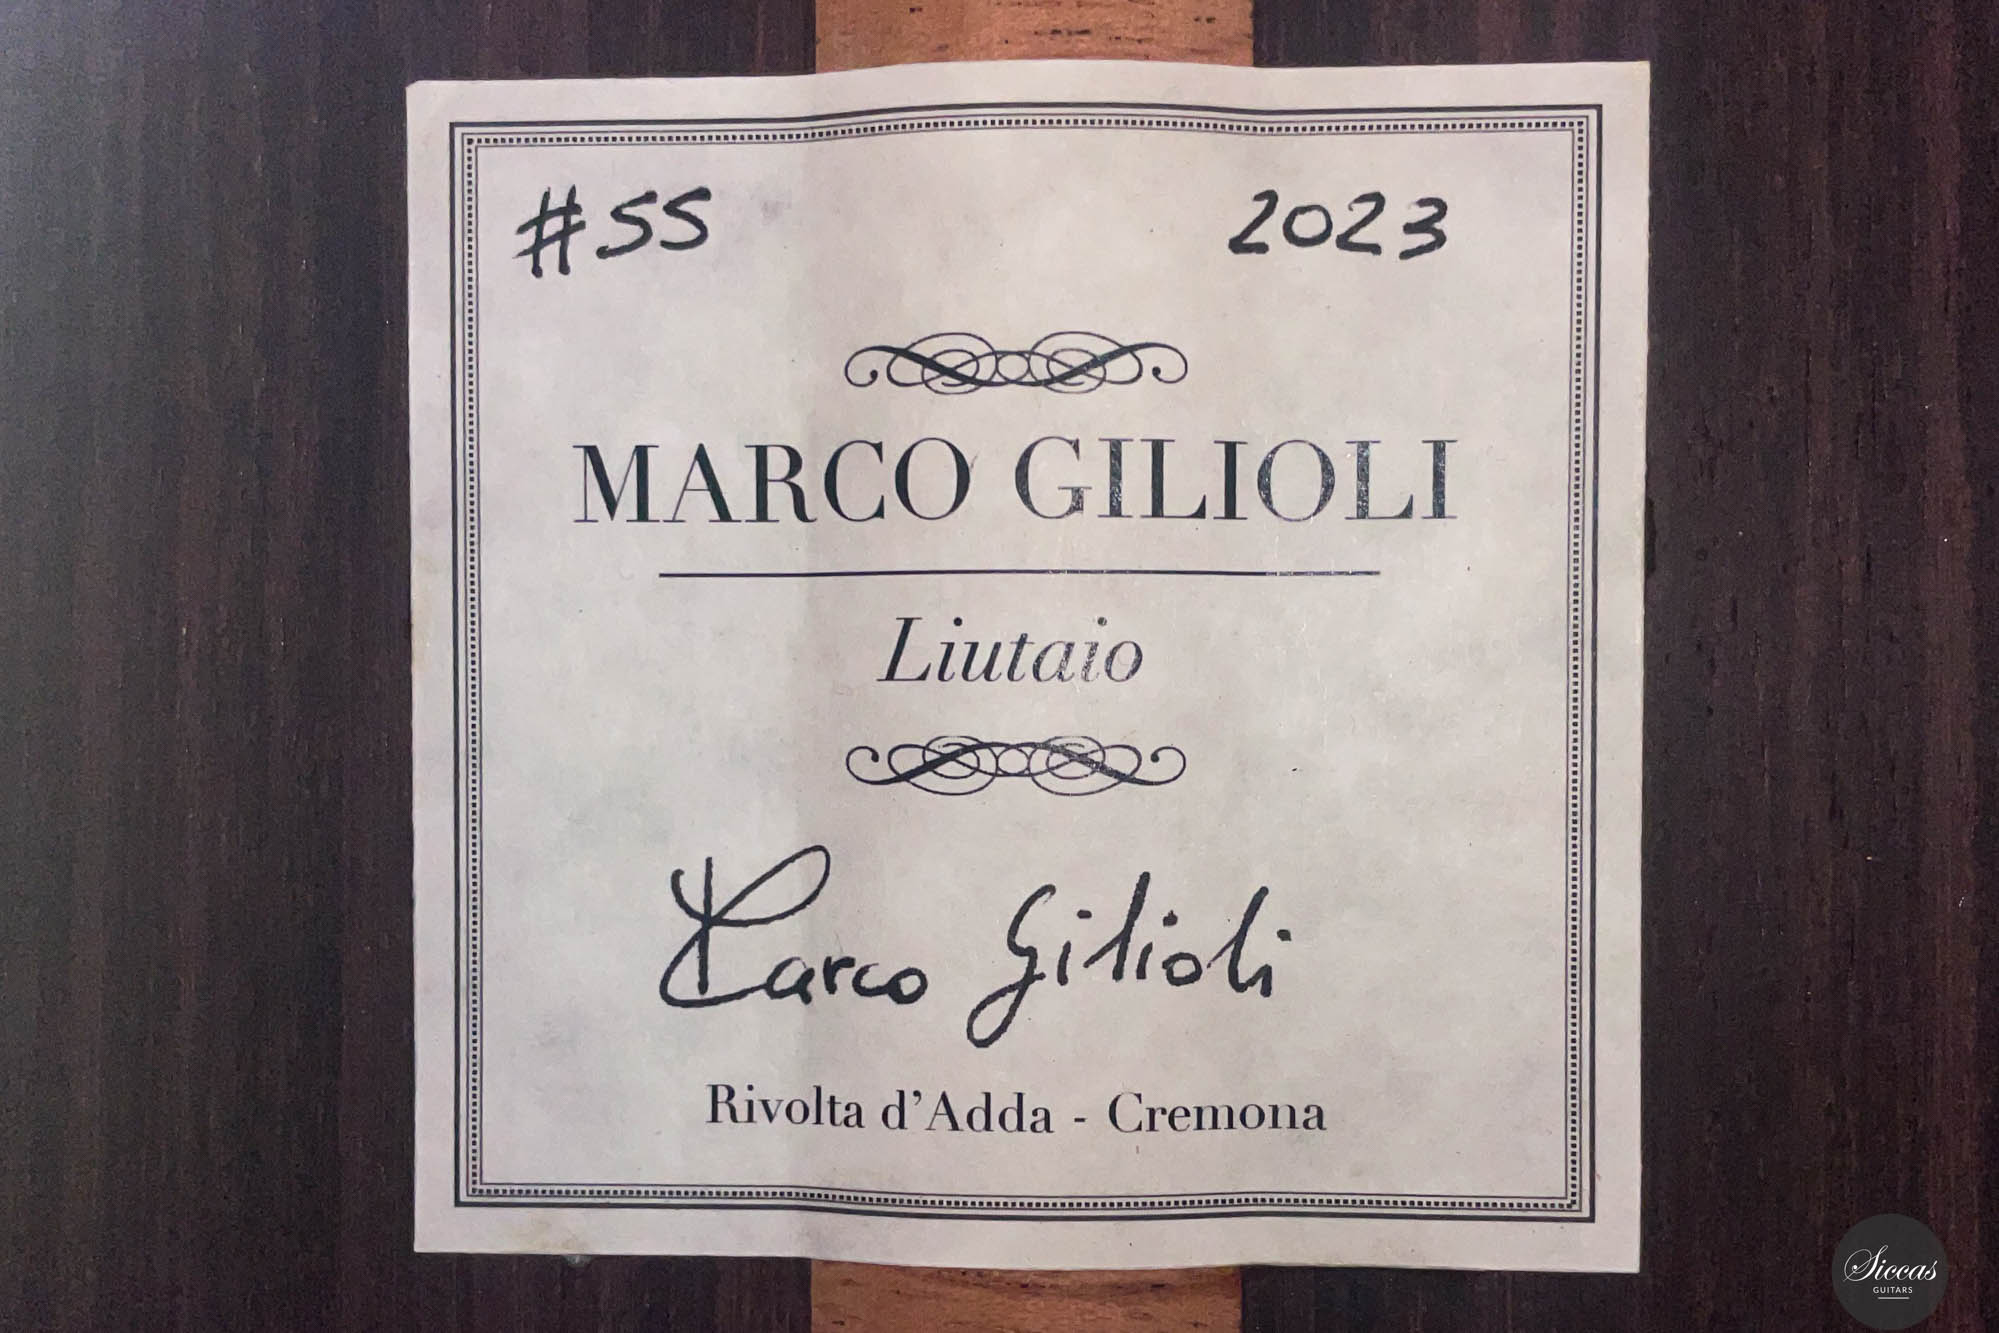 #55 2023
MARCO GILIOLI
Liutaio
Marco Gilioli
Rivolta d'Adda - Cremona
Siccas
GUITARS